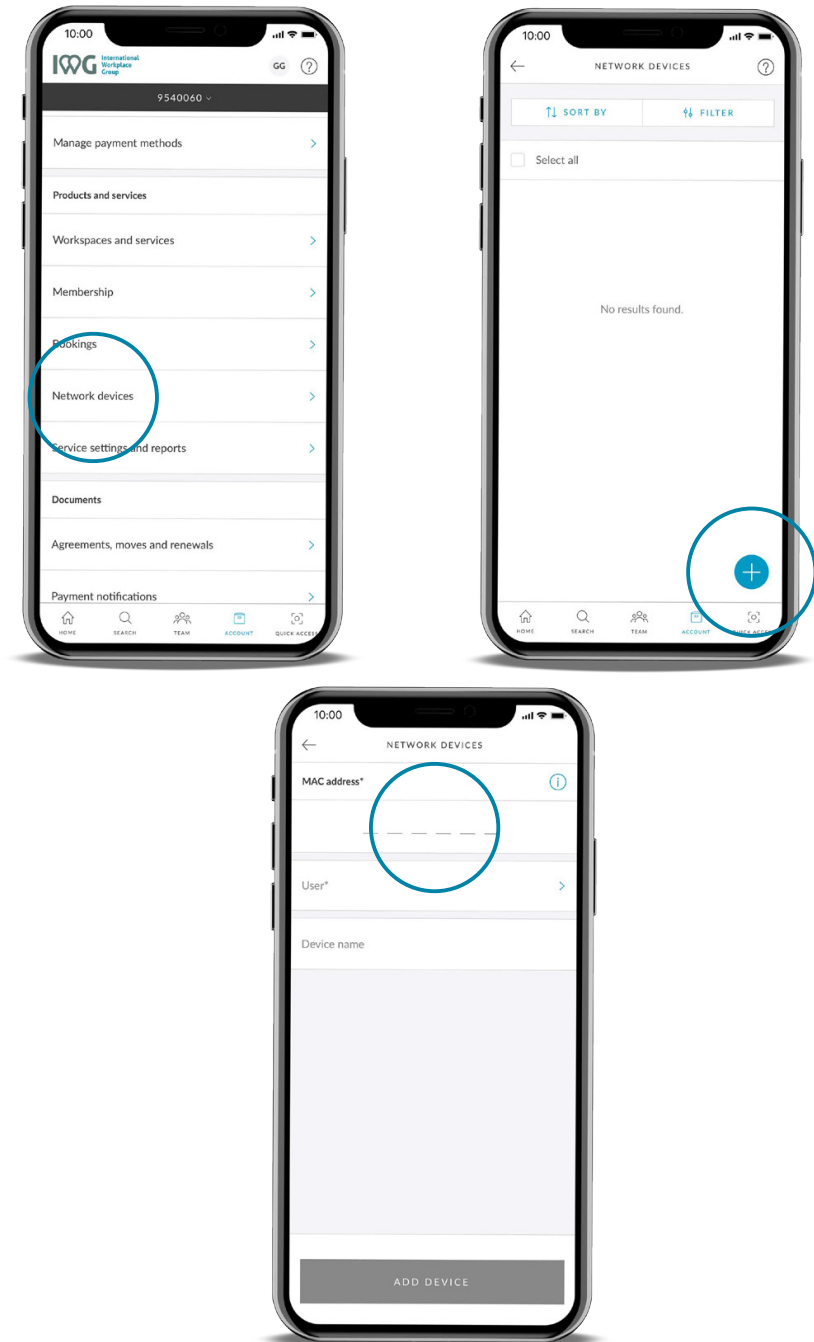 10:00
IWG International
Workplace
Group
GG ?
9540060
Manage payment methods
Products and services
Workspaces and services
Membership
Bookings
Network devices
Service settings and reports
Documents
Agreements, moves and renewals
Payment notifications
HOME SEARCH TEAM ACCOUNT QUICK ACCESS
10:00
NETWORK DEVICES ?
SORT BY FILTER
Select all
No results found.
HOME SEARCH TEAM ACCOUNT QUICK ACCESS
10:00
NETWORK DEVICES
MAC address* i
User*
Device name
ADD DEVICE